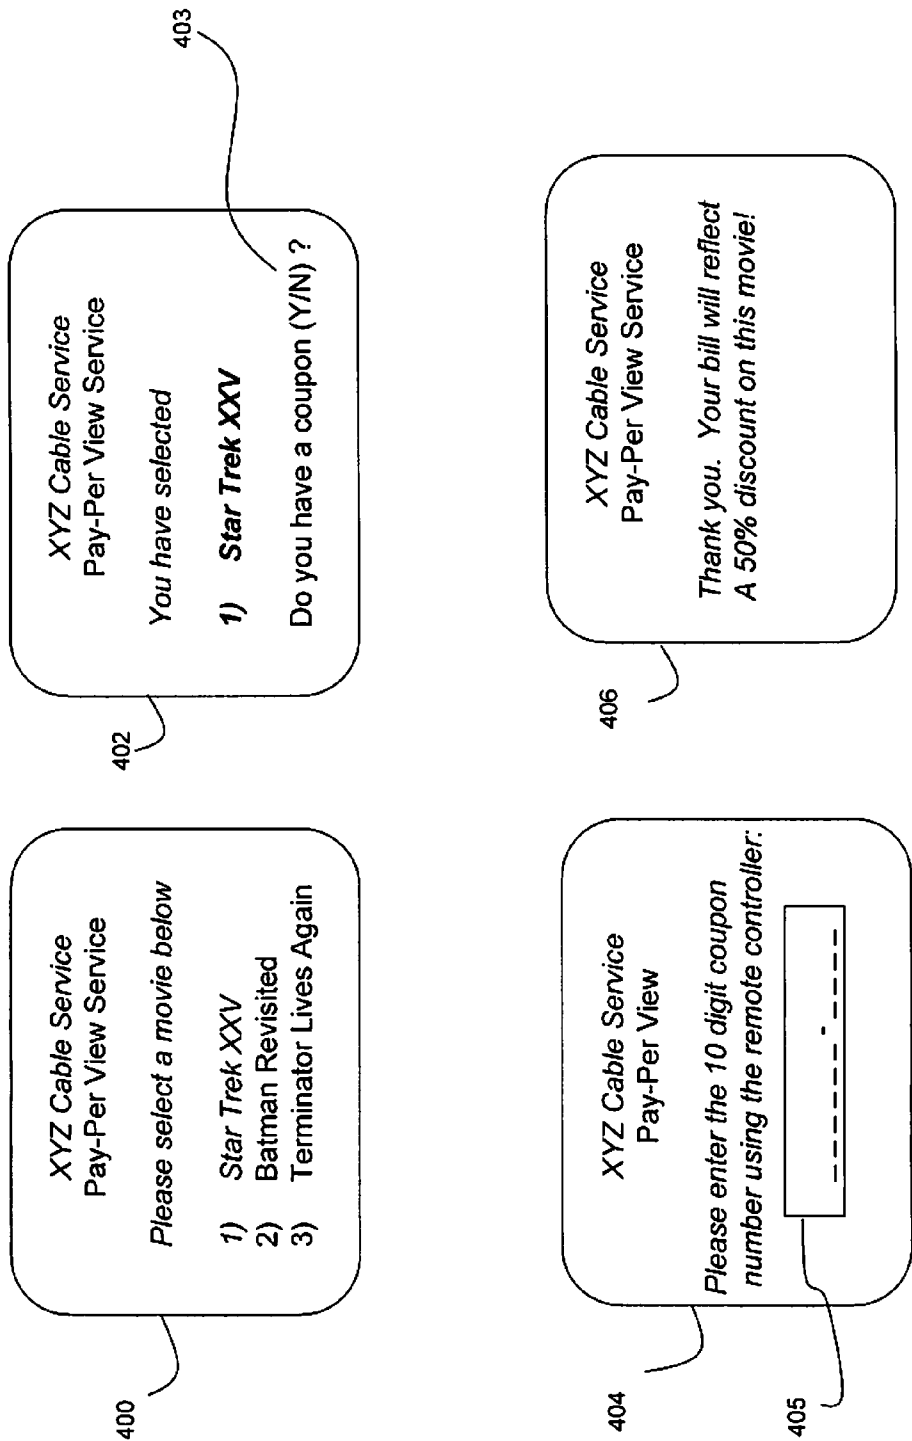 XYZ Cable Service
Pay-Per View Service
Please select a movie below
1) Star Trek XXV
2) Batman Revisited
3) Terminator Lives Again
400
XYZ Cable Service
Pay-Per View Service
You have selected
1) Star Trek XXV
Do you have a coupon (Y/N) ?
402
403
XYZ Cable Service
Pay-Per View
Please enter the 10 digit coupon
number using the remote controller:
______-____
404
405
XYZ Cable Service
Pay-Per View Service
Thank you. Your bill will reflect
A 50% discount on this movie!
406